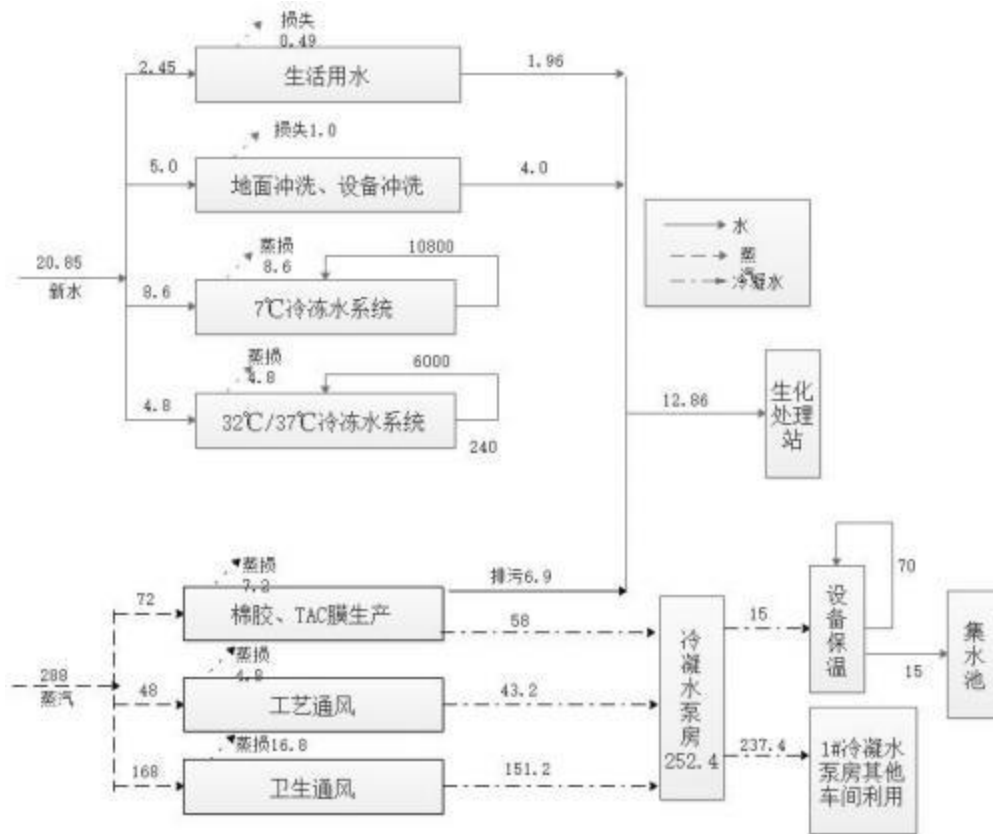 损失
0.49
2.45
生活用水
1.96
损失1.0
5.0
地面冲洗、设备冲洗
4.0
水
蒸
汽
冷凝水
20.85
新水
蒸损
8.6
10800
8.6
7℃冷冻水系统
蒸损
4.8
6000
4.8
32℃/37℃冷冻水系统
240
12.86
生化
处理
站
蒸损
7.2
72
棉胶、TAC膜生产
排污6.9
58
288
蒸汽
蒸损
4.8
48
工艺通风
43.2
蒸损16.8
168
卫生通风
151.2
冷
凝
水
泵
房
252.4
15
设
备
保
温
70
15
集
水
池
237.4
1#冷凝水
泵房其他
车间利用